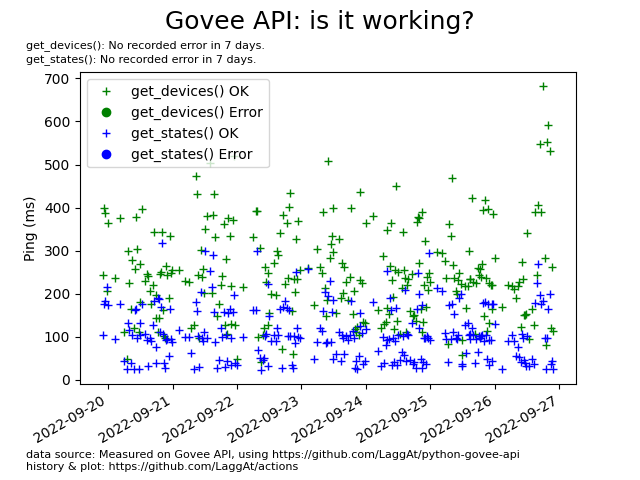 Govee API: is it working?
get_devices(): No recorded error in 7 days.
get_states(): No recorded error in 7 days.
700
600
500
400
300
200
100
0
Ping (ms)
get_devices() OK
get_devices() Error
get_states() OK
get_states() Error
2022-09-20
2022-09-21
2022-09-22
2022-09-23
2022-09-24
2022-09-25
2022-09-26
2022-09-27
data source: Measured on Govee API, using https://github.com/LaggAt/python-govee-api
history & plot: https://github.com/LaggAt/actions